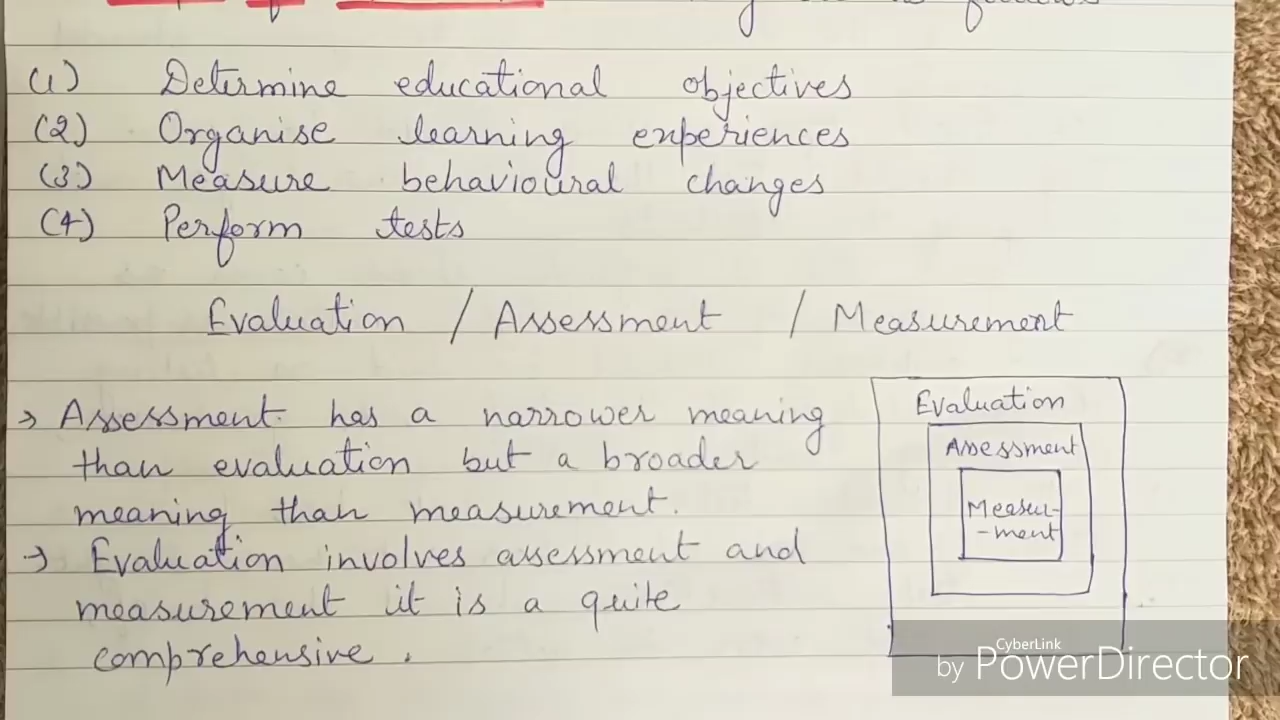 (1) Determine educational objectives
(2) Organise learning experiences
(3) Measure behavioural changes
(4) Perform tests
Evaluation / Assessment / Measurement
→ Assessment has a narrower meaning
than evaluation but a broader
meaning than measurement.
→ Evaluation involves assessment and
measurement it is a quite
comprehensive.
Evaluation
Assessment
Measur-
-ment
CyberLink
by PowerDirector